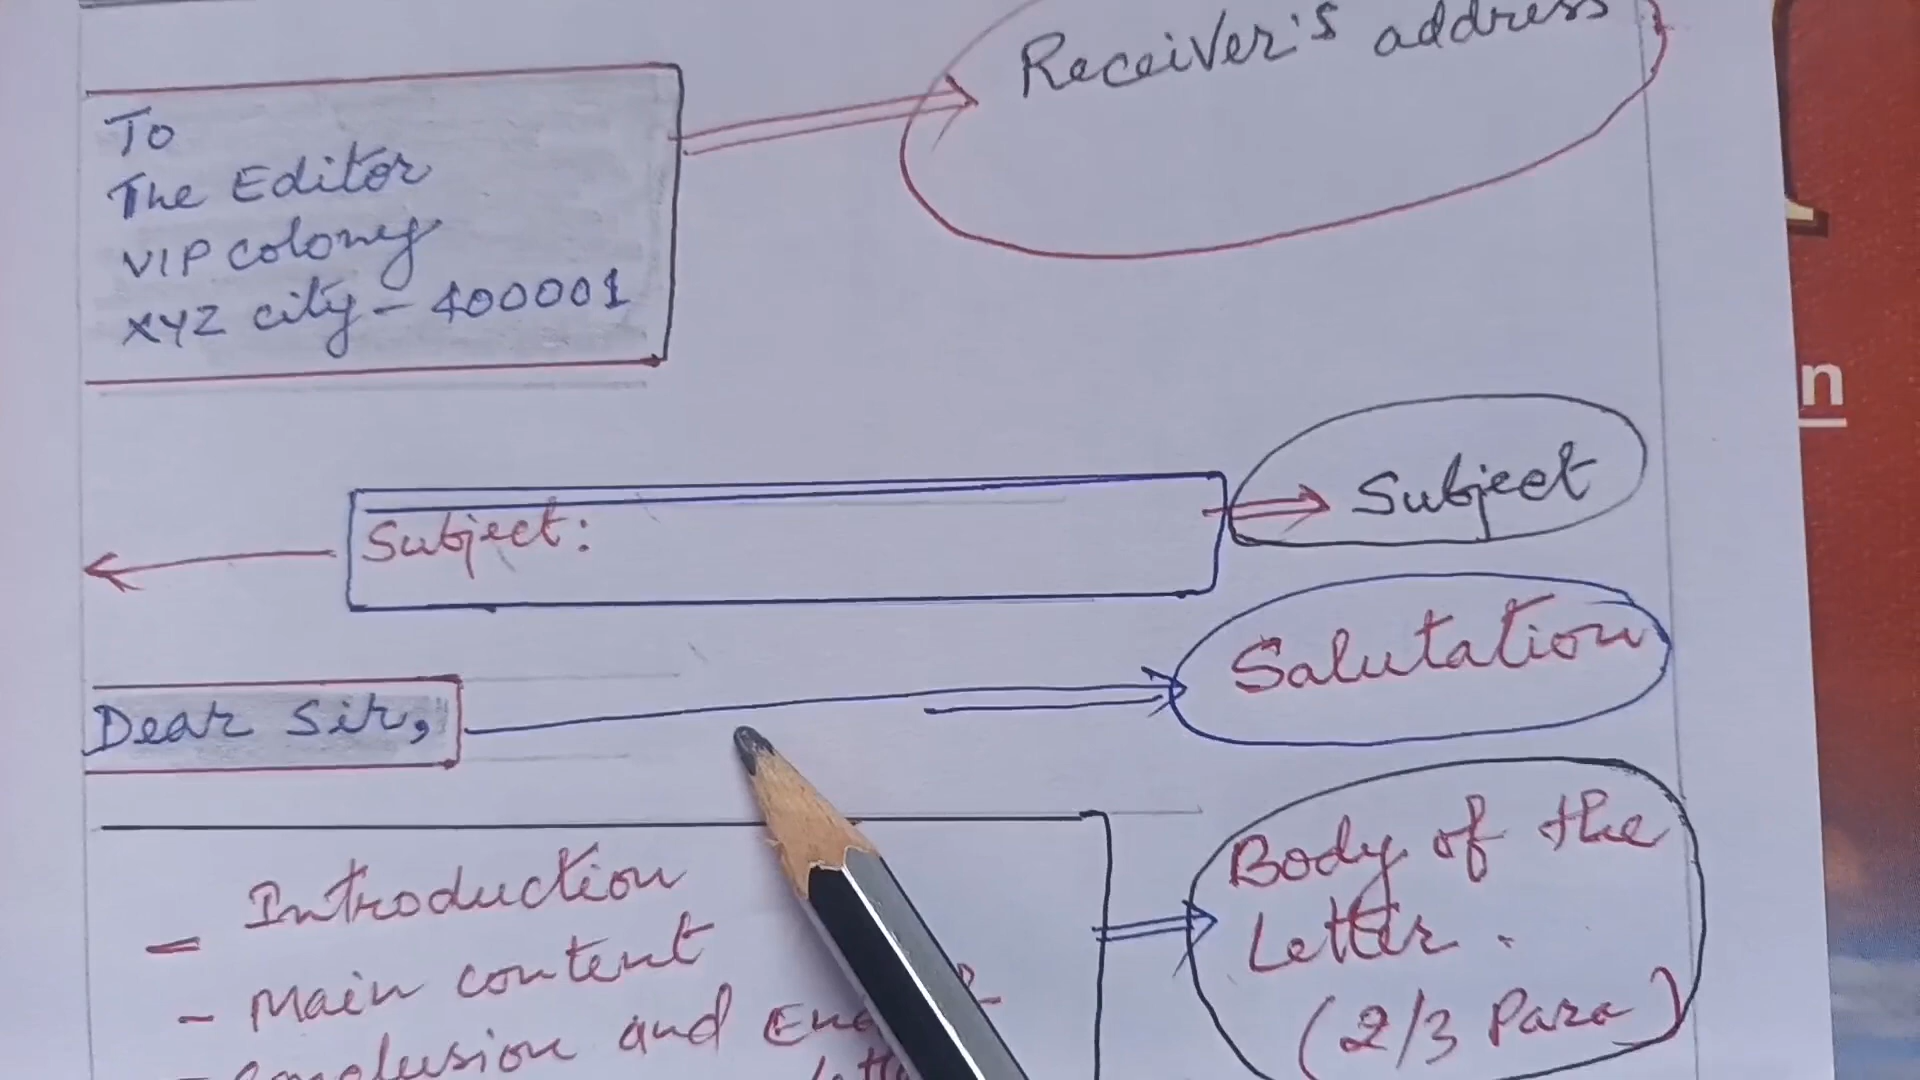 Receiver's address
To
The Editor
VIP colony
XYZ city - 400001
Subject:
Subject
Dear Sir,
Salutation
- Introduction
- Main content
- Conclusion and
Body of the
Letter.
(2/3 Para)
n